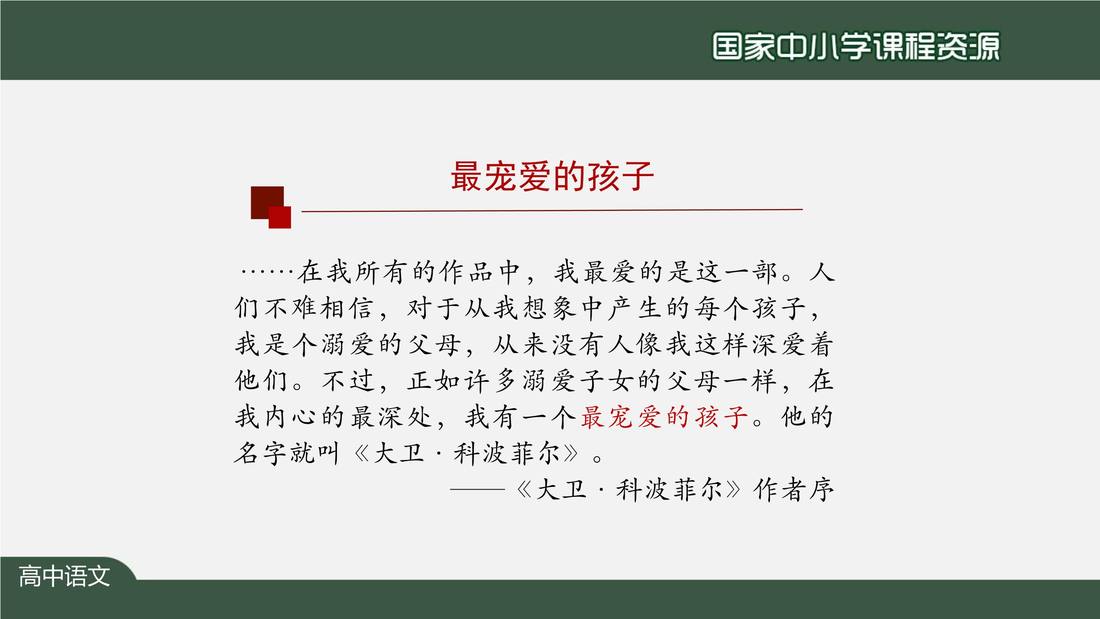 国家中小学课程资源
最宠爱的孩子
……在我所有的作品中，我最爱的是这一部。人
们不难相信，对于从我想象中产生的每个孩子，
我是个溺爱的父母，从来没有人像我这样深爱着
他们。不过，正如许多溺爱子女的父母一样，在
我内心的最深处，我有一个最宠爱的孩子。他的
名字就叫《大卫·科波菲尔》。
——《大卫·科波菲尔》作者序
高中语文